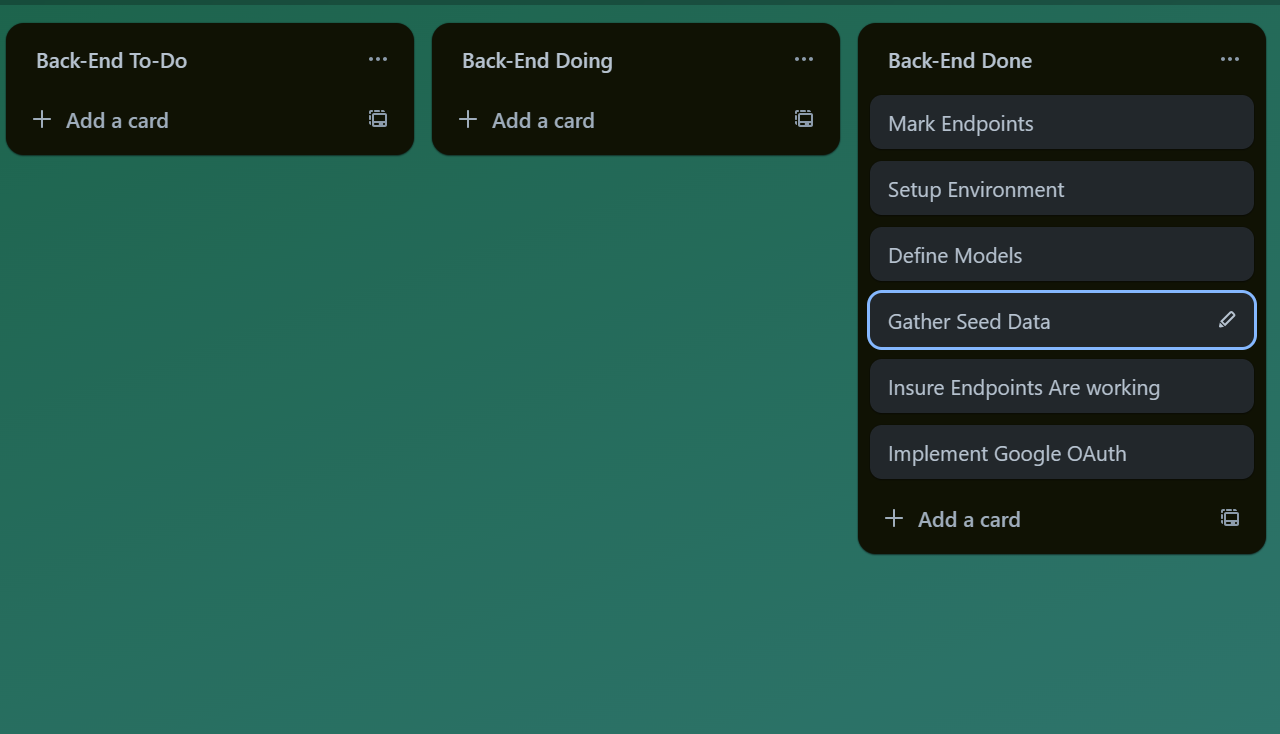 Back-End To-Do
Add a card
Back-End Doing
Add a card
Back-End Done
Mark Endpoints
Setup Environment
Define Models
Gather Seed Data
Insure Endpoints Are working
Implement Google OAuth
Add a card